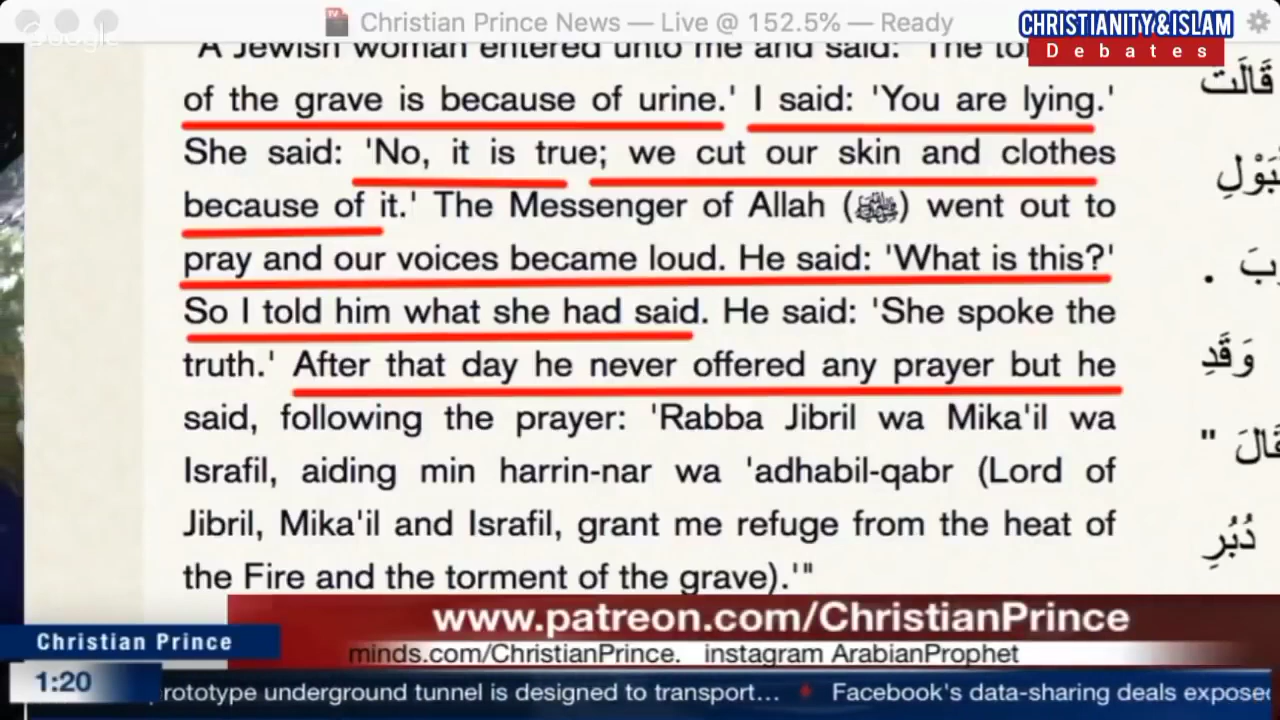 Google
Christian Prince News — Live @ 152.5% — Ready
CHRISTIANITY & ISLAM
Debates
A Jewish woman entered unto me and said: 'The
of the grave is because of urine.' I said: 'You are lying.'
She said: 'No, it is true; we cut our skin and clothes
because of it.' The Messenger of Allah (ﷺ) went out to
pray and our voices became loud. He said: 'What is this?'
So I told him what she had said. He said: 'She spoke the
truth.' After that day he never offered any prayer but he
said, following the prayer: 'Rabba Jibril wa Mika'il wa
Israfil, aiding min harrin-nar wa 'adhabil-qabr (Lord of
Jibril, Mika'il and Israfil, grant me refuge from the heat of
the Fire and the torment of the grave).'"
قَالَتْ
وَقَدِ
قَالَ "
دُبُرِ
www.patreon.com/ChristianPrince
Christian Prince
minds.com/ChristianPrince. instagram ArabianProphet
1:20
rototype underground tunnel is designed to transport... ♦ Facebook's data-sharing deals expose